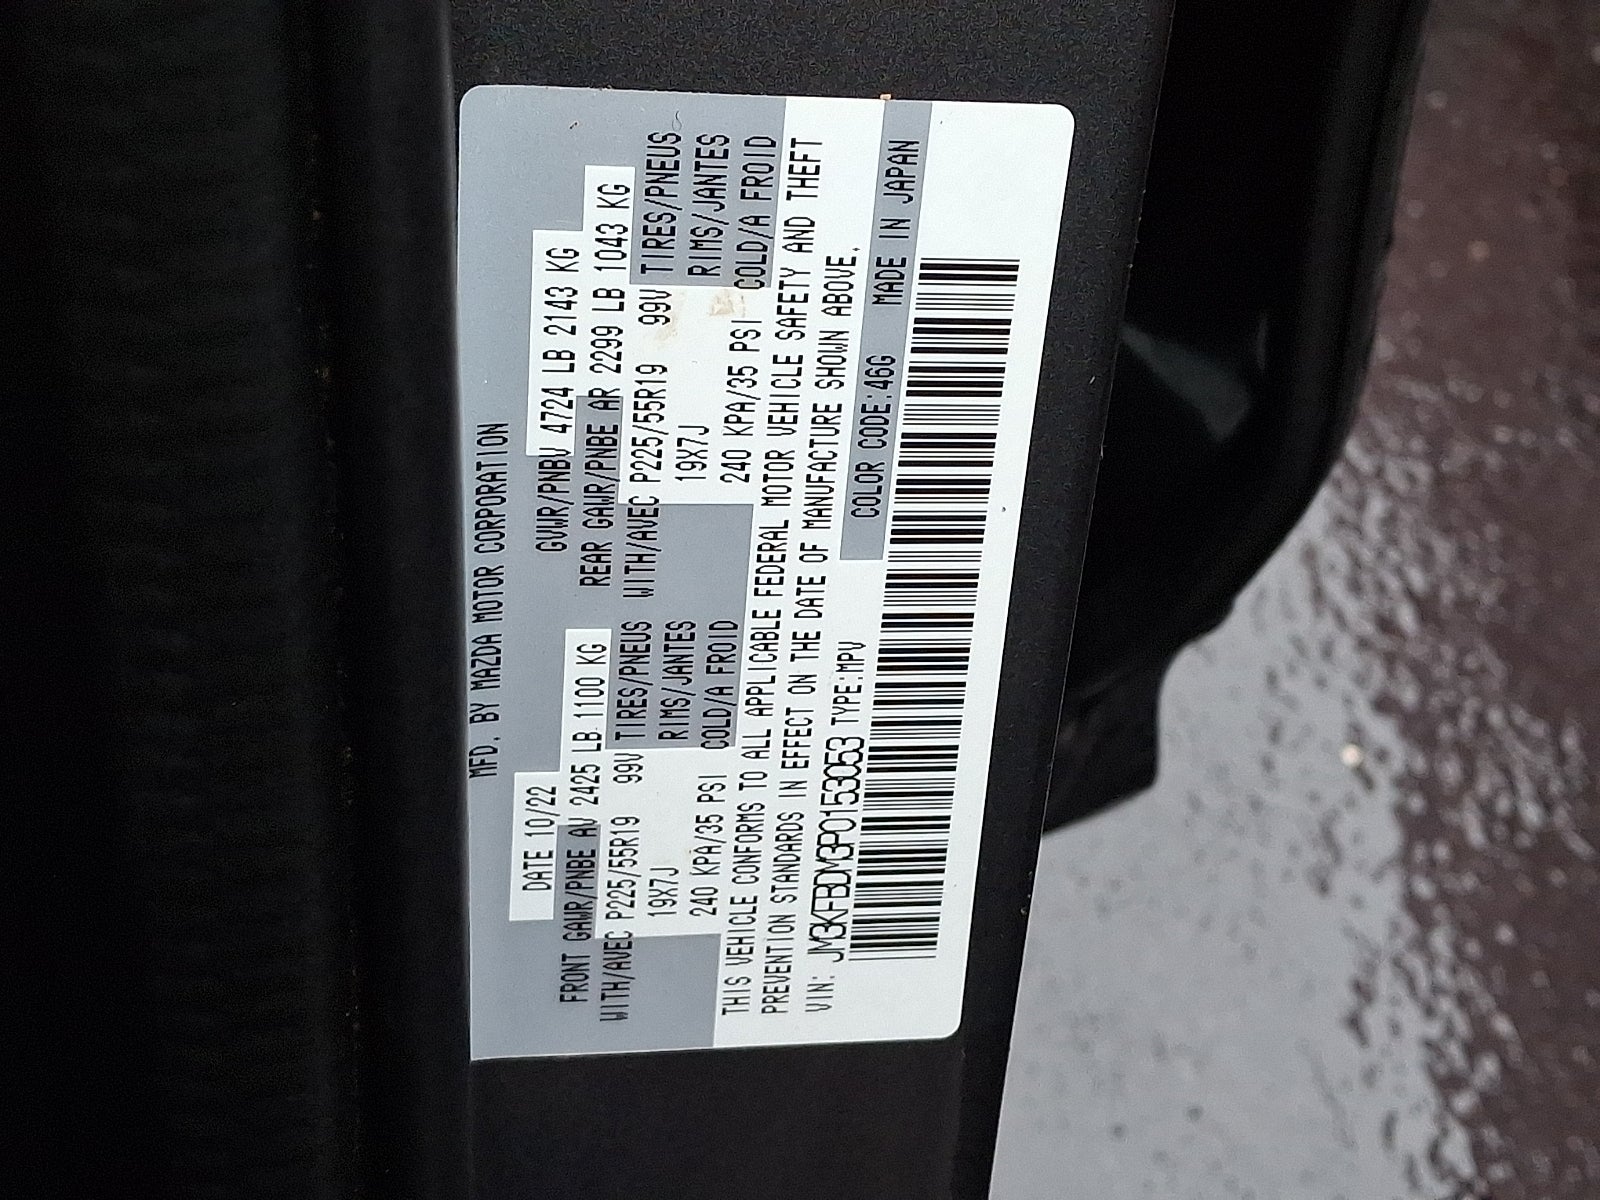 MFD. BY MAZDA MOTOR CORPORATION
DATE 10/22 GVWR/PNBV 4724 LB 2143 KG
FRONT GAWR/PNBE AV 2425 LB 1100 KG REAR GAWR/PNBE AR 2299 LB 1043 KG
WITH/AVEC P225/55R19 99V TIRES/PNEUS WITH/AVEC P225/55R19 99V TIRES/PNEUS
19X7J RIMS/JANTES 19X7J RIMS/JANTES
240 KPA/35 PSI COLD/A FROID 240 KPA/35 PSI COLD/A FROID
THIS VEHICLE CONFORMS TO ALL APPLICABLE FEDERAL MOTOR VEHICLE SAFETY AND THEFT
PREVENTION STANDARDS IN EFFECT ON THE DATE OF MANUFACTURE SHOWN ABOVE.
VIN: JM3KFBDM3P0153053 TYPE:MPV COLOR CODE:46G MADE IN JAPAN